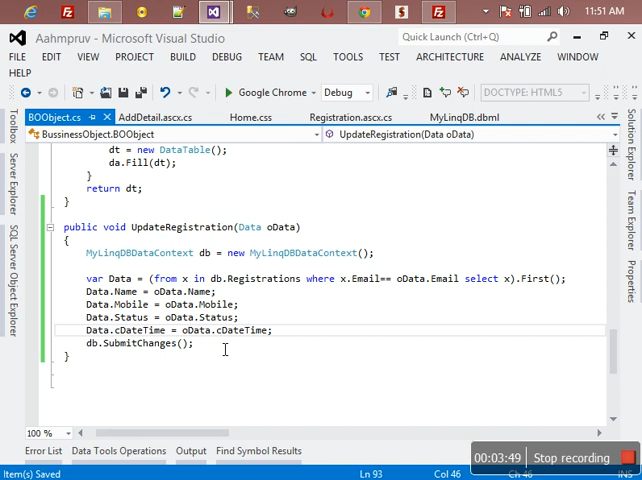 11:51 AM
Aahmpruv - Microsoft Visual Studio
Quick Launch (Ctrl+Q)
FILE EDIT VIEW PROJECT BUILD DEBUG TEAM SQL TOOLS TEST ARCHITECTURE ANALYZE WINDOW
HELP
Google Chrome
Debug
DOCTYPE: HTML5
BOObject.cs
AddDetail.ascx.cs
Home.css
Registration.ascx.cs
MyLinqDB.dbml
BussinessObject.BOObject
UpdateRegistration(Data oData)
Toolbox
Server Explorer
SQL Server Object Explorer
dt = new DataTable();
da.Fill(dt);
}
return dt;
}
public void UpdateRegistration(Data oData)
{
MyLinqDBDataContext db = new MyLinqDBDataContext();
var Data = (from x in db.Registrations where x.Email== oData.Email select x).First();
Data.Name = oData.Name;
Data.Mobile = oData.Mobile;
Data.Status = oData.Status;
Data.cDateTime = oData.cDateTime;
db.SubmitChanges();
}
Solution Explorer
Team Explorer
Properties
100 %
Error List
Data Tools Operations
Output
Find Symbol Results
00:03:49
Stop recording
Item(s) Saved
Ln 93
Col 46
Ch 46
INS